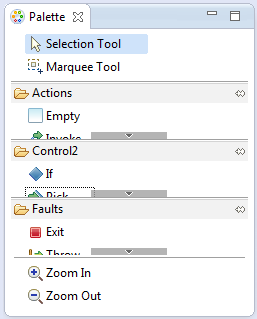 Palette
Selection Tool
Marquee Tool
Actions
Empty
Invoke
Control2
If
Pick
Faults
Exit
Throw
Zoom In
Zoom Out